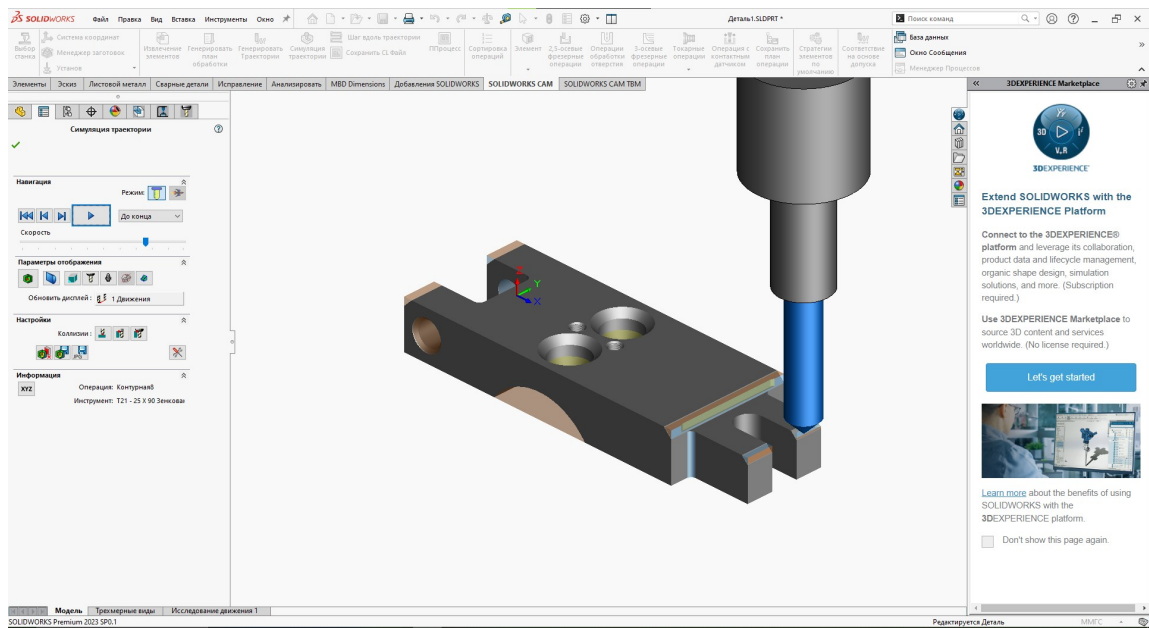 SOLIDWORKS
Файл Правка Вид Вставка Инструменты Окно
Деталь1.SLDPRT *
Поиск команд
Выбор станка
Система координат
Менеджер заготовок
Установ
Извлечение элементов
Генерировать план обработки
Генерировать Траектории
Симуляция траектории
Шаг вдоль траектории
Сохранить CL Файл
ППроцесс
Сортировка операций
Элемент
2,5-осевые фрезерные операции
Операции обработки отверстия
3-осевые фрезерные операции
Токарные операции
Операция с контактным датчиком
Сохранить план операции
Стратегии элементов по умолчанию
Соответствие на основе допуска
База данных
Окно Сообщения
Менеджер Процессов
Элементы Эскиз Листовой металл Сварные детали Исправление Анализировать MBD Dimensions Добавления SOLIDWORKS SOLIDWORKS CAM SOLIDWORKS CAM TBM
Симуляция траектории
Навигация
Режим:
До конца
Скорость
Параметры отображения
Обновить дисплей: 1 Движения
Настройки
Коллизии:
Информация
XYZ
Операция: Контурная8
Инструмент: T21 - 25 X 90 Зенкова
Z
Y
X
3DEXPERIENCE Marketplace
3D
V.R
3DEXPERIENCE
Extend SOLIDWORKS with the
3DEXPERIENCE Platform
Connect to the 3DEXPERIENCE®
platform and leverage its collaboration,
product data and lifecycle management,
organic shape design, simulation
solutions, and more. (Subscription
required.)
Use 3DEXPERIENCE Marketplace to
source 3D content and services
worldwide. (No license required.)
Let's get started
Learn more about the benefits of using
SOLIDWORKS with the
3DEXPERIENCE platform.
Don't show this page again.
Модель Трехмерные виды Исследование движения 1
SOLIDWORKS Premium 2023 SP0.1
Редактируется Деталь
ММГС